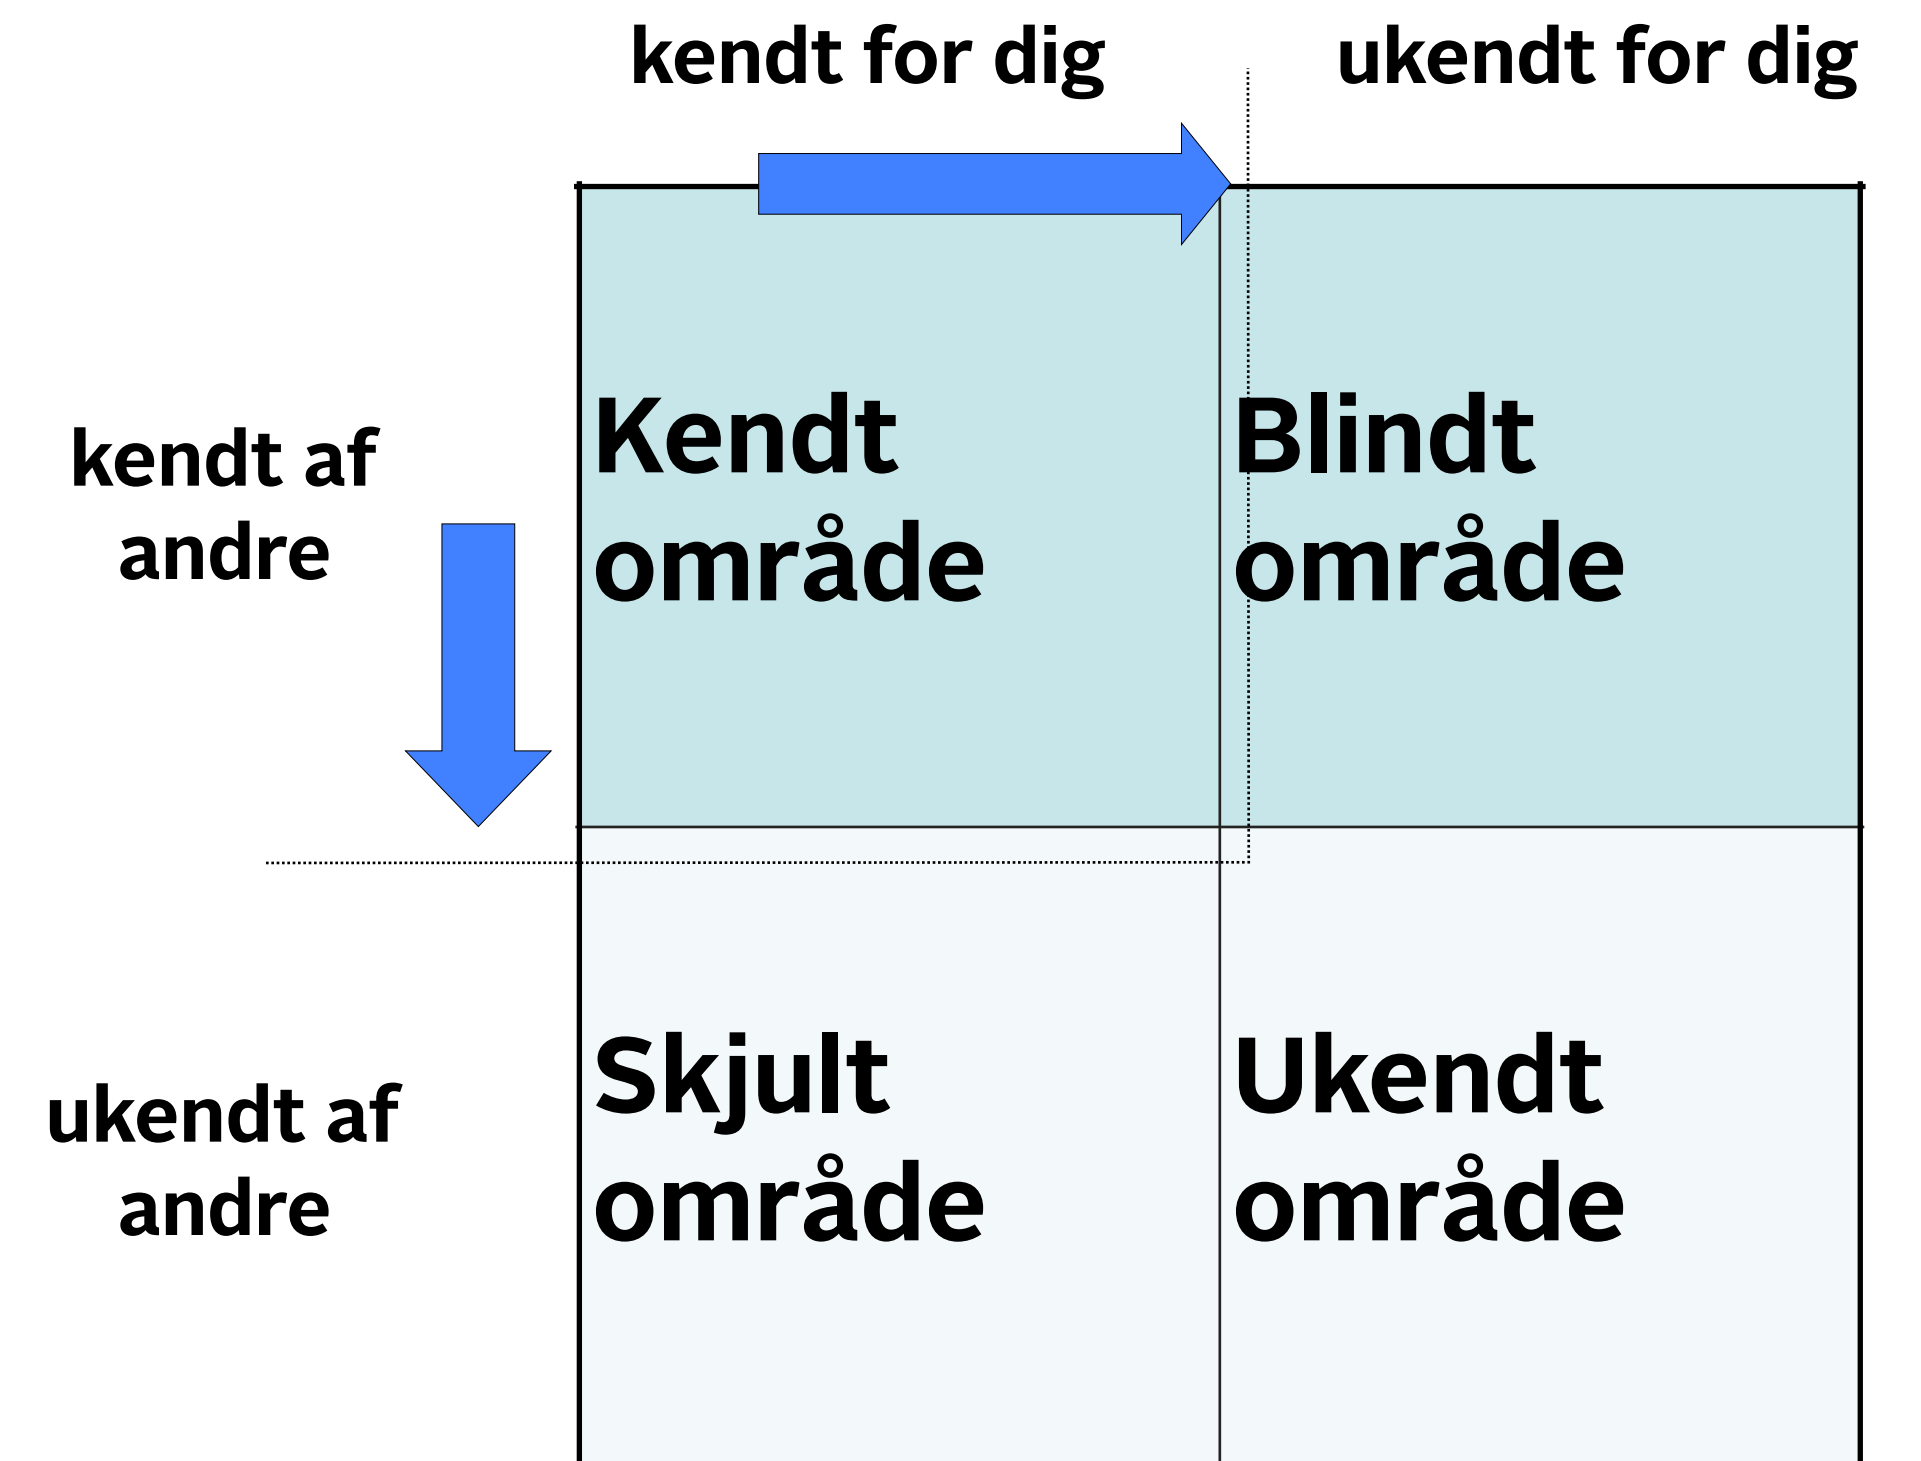 kendt for dig
ukendt for dig
kendt af
andre
Kendt
område
Blindt
område
ukendt af
andre
Skjult
område
Ukendt
område